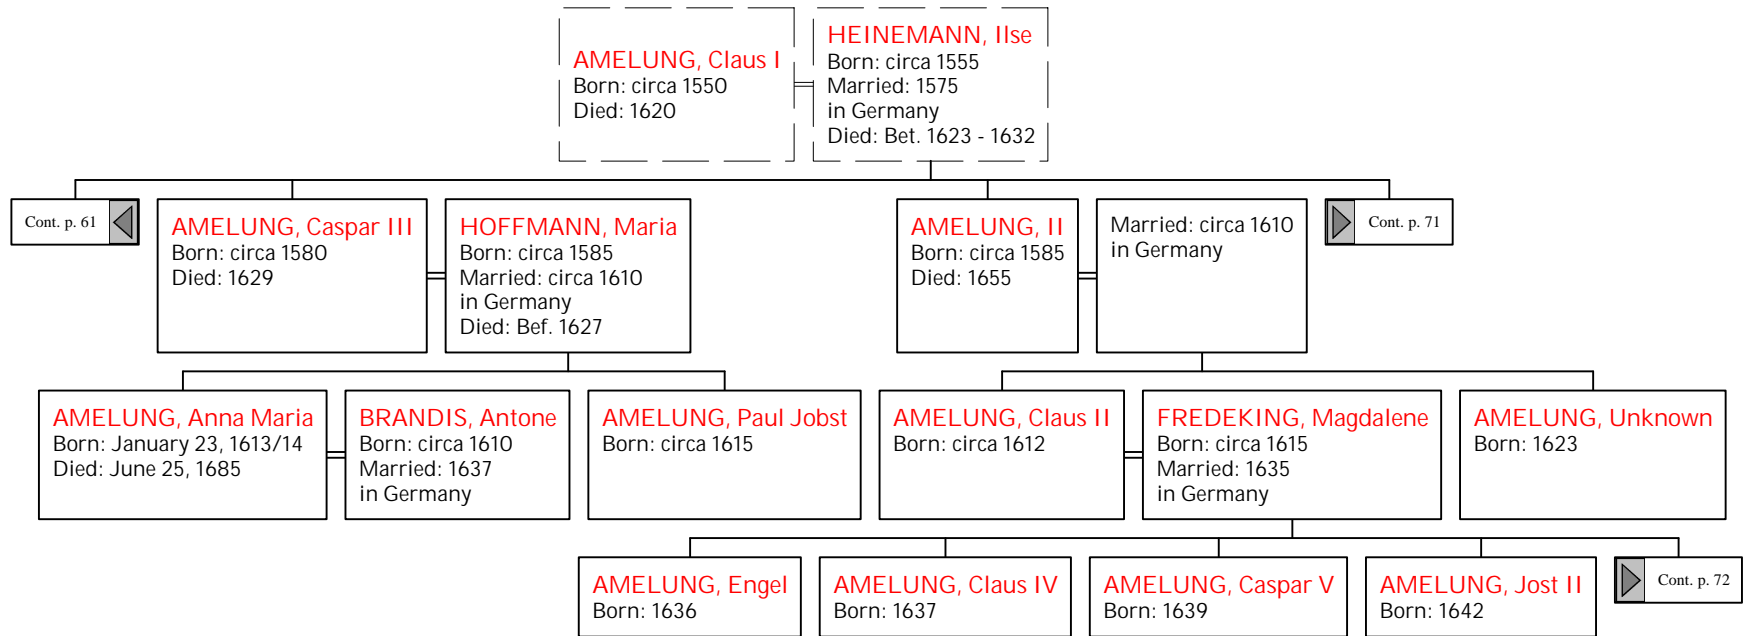 AMELUNG, Claus I
Born: circa 1550
Died: 1620
HEINEMANN, Ilse
Born: circa 1555
Married: 1575
in Germany
Died: Bet. 1623 - 1632
Cont. p. 61
AMELUNG, Caspar III
Born: circa 1580
Died: 1629
HOFFMANN, Maria
Born: circa 1585
Married: circa 1610
in Germany
Died: Bef. 1627
AMELUNG, II
Born: circa 1585
Died: 1655
Married: circa 1610
in Germany
Cont. p. 71
AMELUNG, Anna Maria
Born: January 23, 1613/14
Died: June 25, 1685
BRANDIS, Antone
Born: circa 1610
Married: 1637
in Germany
AMELUNG, Paul Jobst
Born: circa 1615
AMELUNG, Claus II
Born: circa 1612
FREDEKING, Magdalene
Born: circa 1615
Married: 1635
in Germany
AMELUNG, Unknown
Born: 1623
AMELUNG, Engel
Born: 1636
AMELUNG, Claus IV
Born: 1637
AMELUNG, Caspar V
Born: 1639
AMELUNG, Jost II
Born: 1642
Cont. p. 72